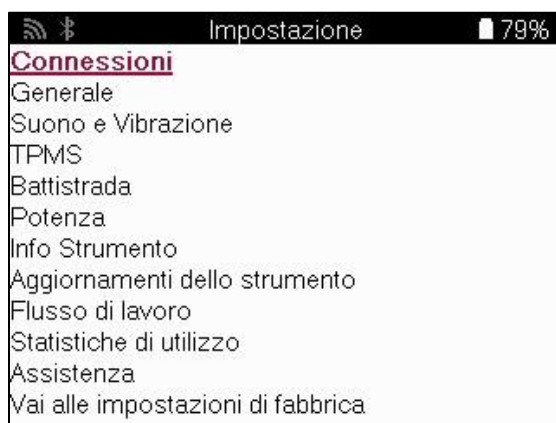 Impostazione 79%
Connessioni
Generale
Suono e Vibrazione
TPMS
Battistrada
Potenza
Info Strumento
Aggiornamenti dello strumento
Flusso di lavoro
Statistiche di utilizzo
Assistenza
Vai alle impostazioni di fabbrica